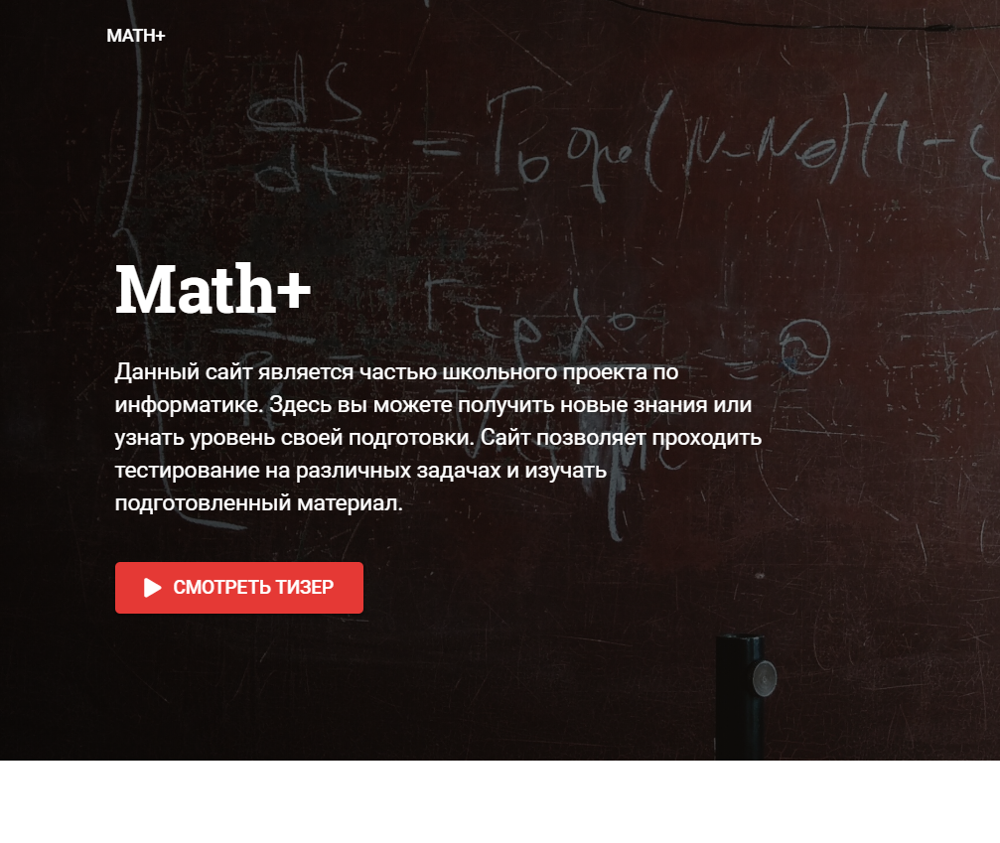 MATH+
Math+
Данный сайт является частью школьного проекта по
информатике. Здесь вы можете получить новые знания или
узнать уровень своей подготовки. Сайт позволяет проходить
тестирование на различных задачах и изучать
подготовленный материал.
СМОТРЕТЬ ТИЗЕР